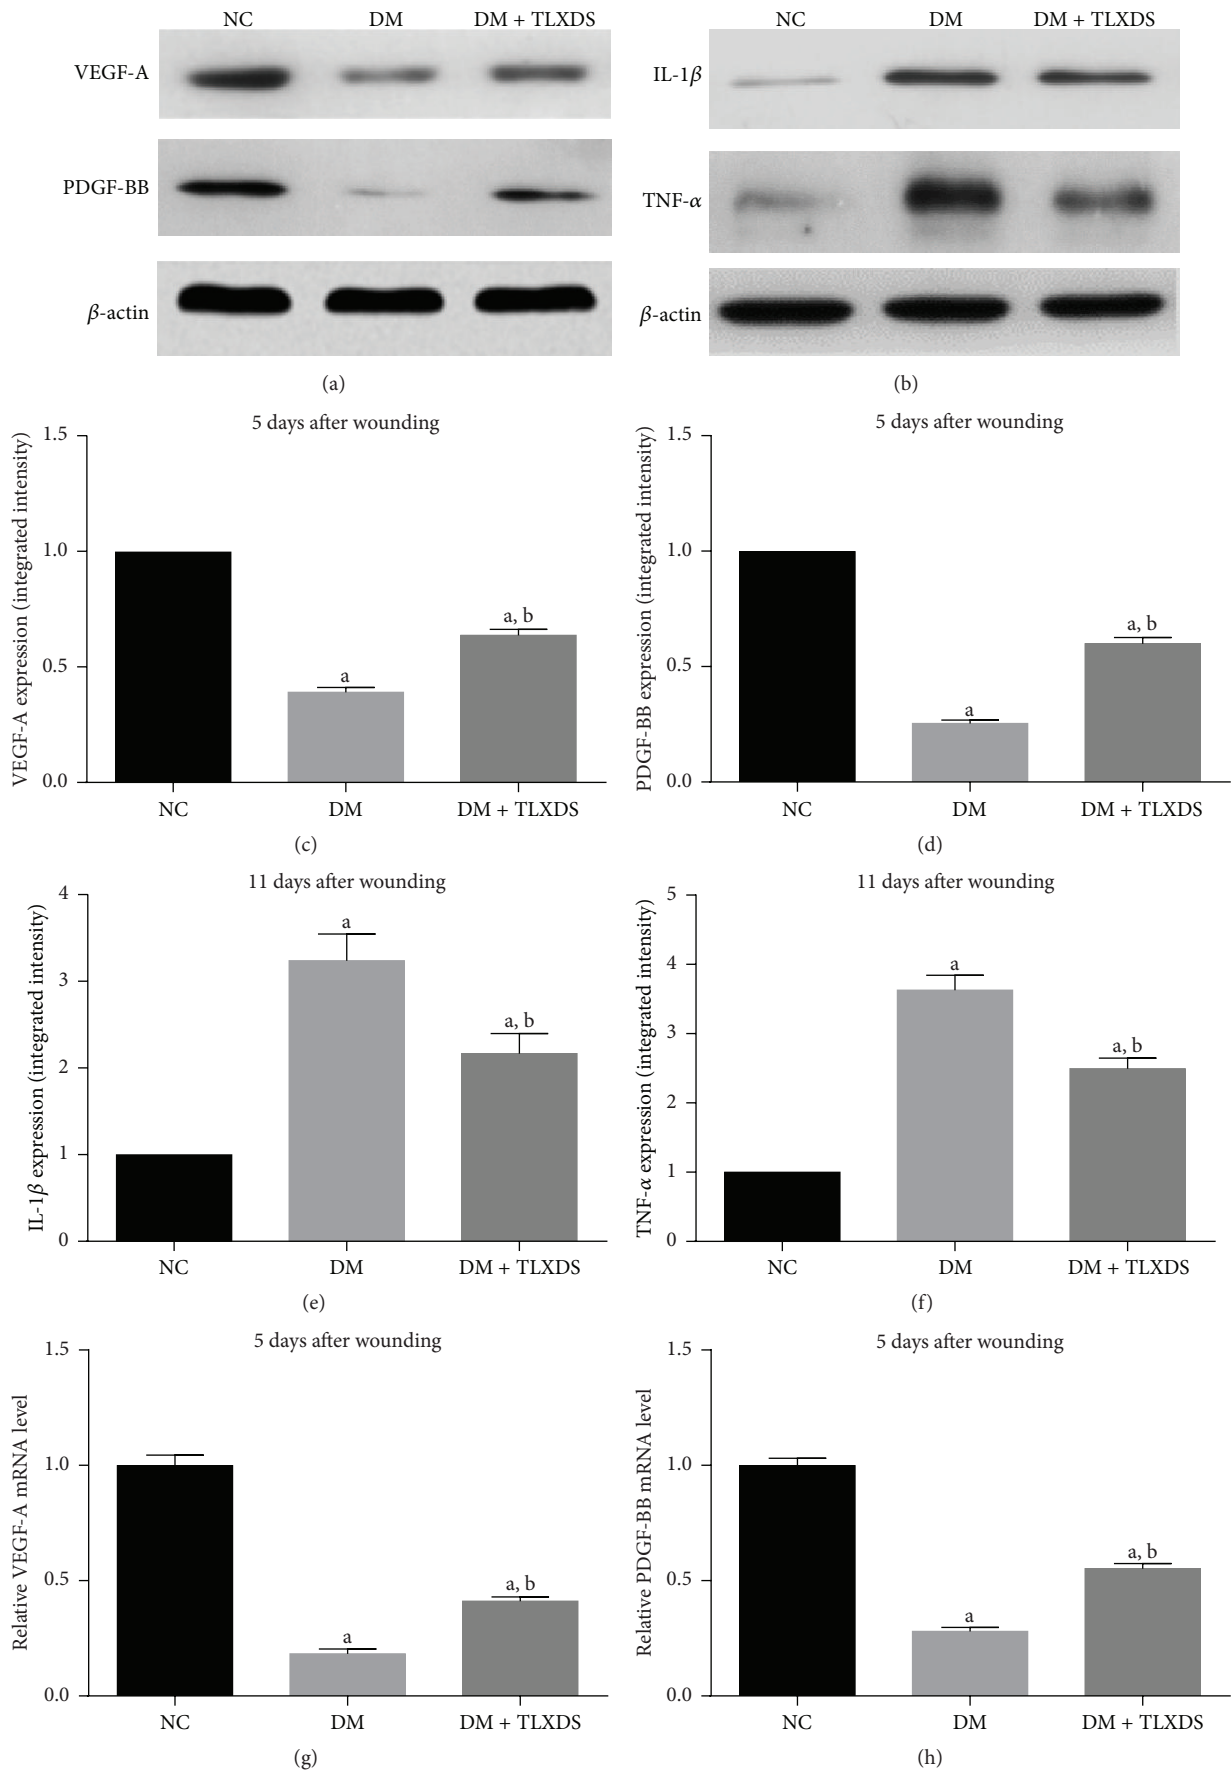 NC DM DM + TLXDS
VEGF-A
PDGF-BB
β-actin
(a)
NC DM DM + TLXDS
IL-1β
TNF-α
β-actin
(b)
5 days after wounding
VEGF-A expression (integrated intensity)
1.5
1.0
0.5
0.0
a
a, b
NC DM DM + TLXDS
(c)
5 days after wounding
PDGF-BB expression (integrated intensity)
1.5
1.0
0.5
0.0
a
a, b
NC DM DM + TLXDS
(d)
11 days after wounding
IL-1β expression (integrated intensity)
4
3
2
1
0
a
a, b
NC DM DM + TLXDS
(e)
11 days after wounding
TNF-α expression (integrated intensity)
5
4
3
2
1
0
a
a, b
NC DM DM + TLXDS
(f)
5 days after wounding
Relative VEGF-A mRNA level
1.5
1.0
0.5
0.0
a
a, b
NC DM DM + TLXDS
(g)
5 days after wounding
Relative PDGF-BB mRNA level
1.5
1.0
0.5
0.0
a
a, b
NC DM DM + TLXDS
(h)